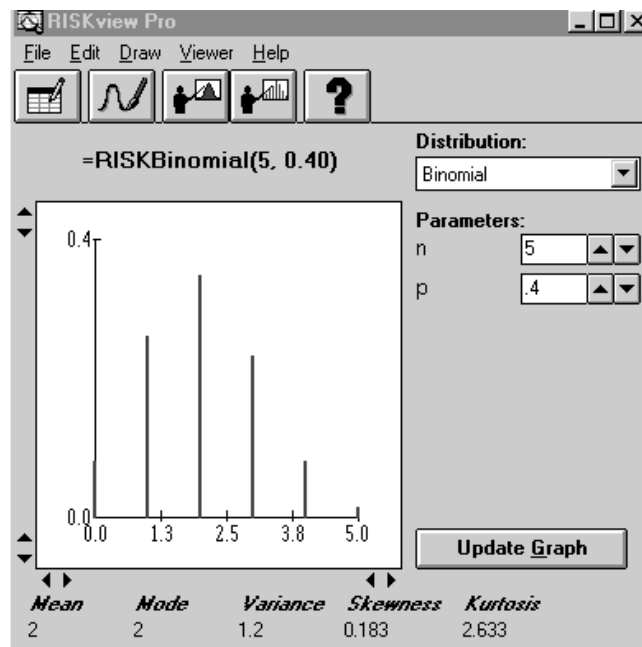 RISKview Pro
File Edit Draw Viewer Help
?
=RISKBinomial(5, 0.40)
Distribution:
Binomial
Parameters:
n 5
p .4
0.4
0.0
0.0 1.3 2.5 3.8 5.0
Update Graph
Mean Mode Variance Skewness Kurtosis
2 2 1.2 0.183 2.633